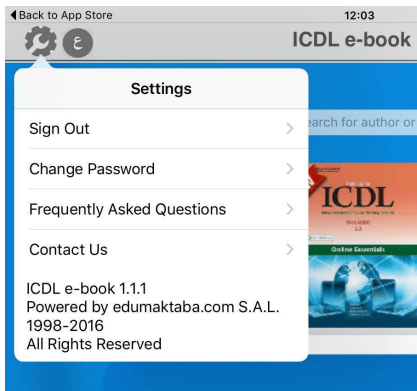 Back to App Store
12:03
ع
ICDL e-book
Settings
earch for author or
Sign Out
Change Password
Frequently Asked Questions
Contact Us
ICDL
Online Essentials
ICDL e-book 1.1.1
Powered by edumaktaba.com S.A.L.
1998-2016
All Rights Reserved